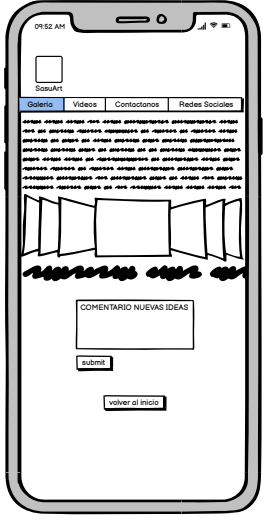 09:52 AM
SasuArt
Galeria Videos Contactanos Redes Sociales
COMENTARIO NUEVAS IDEAS
submit
volver al inicio